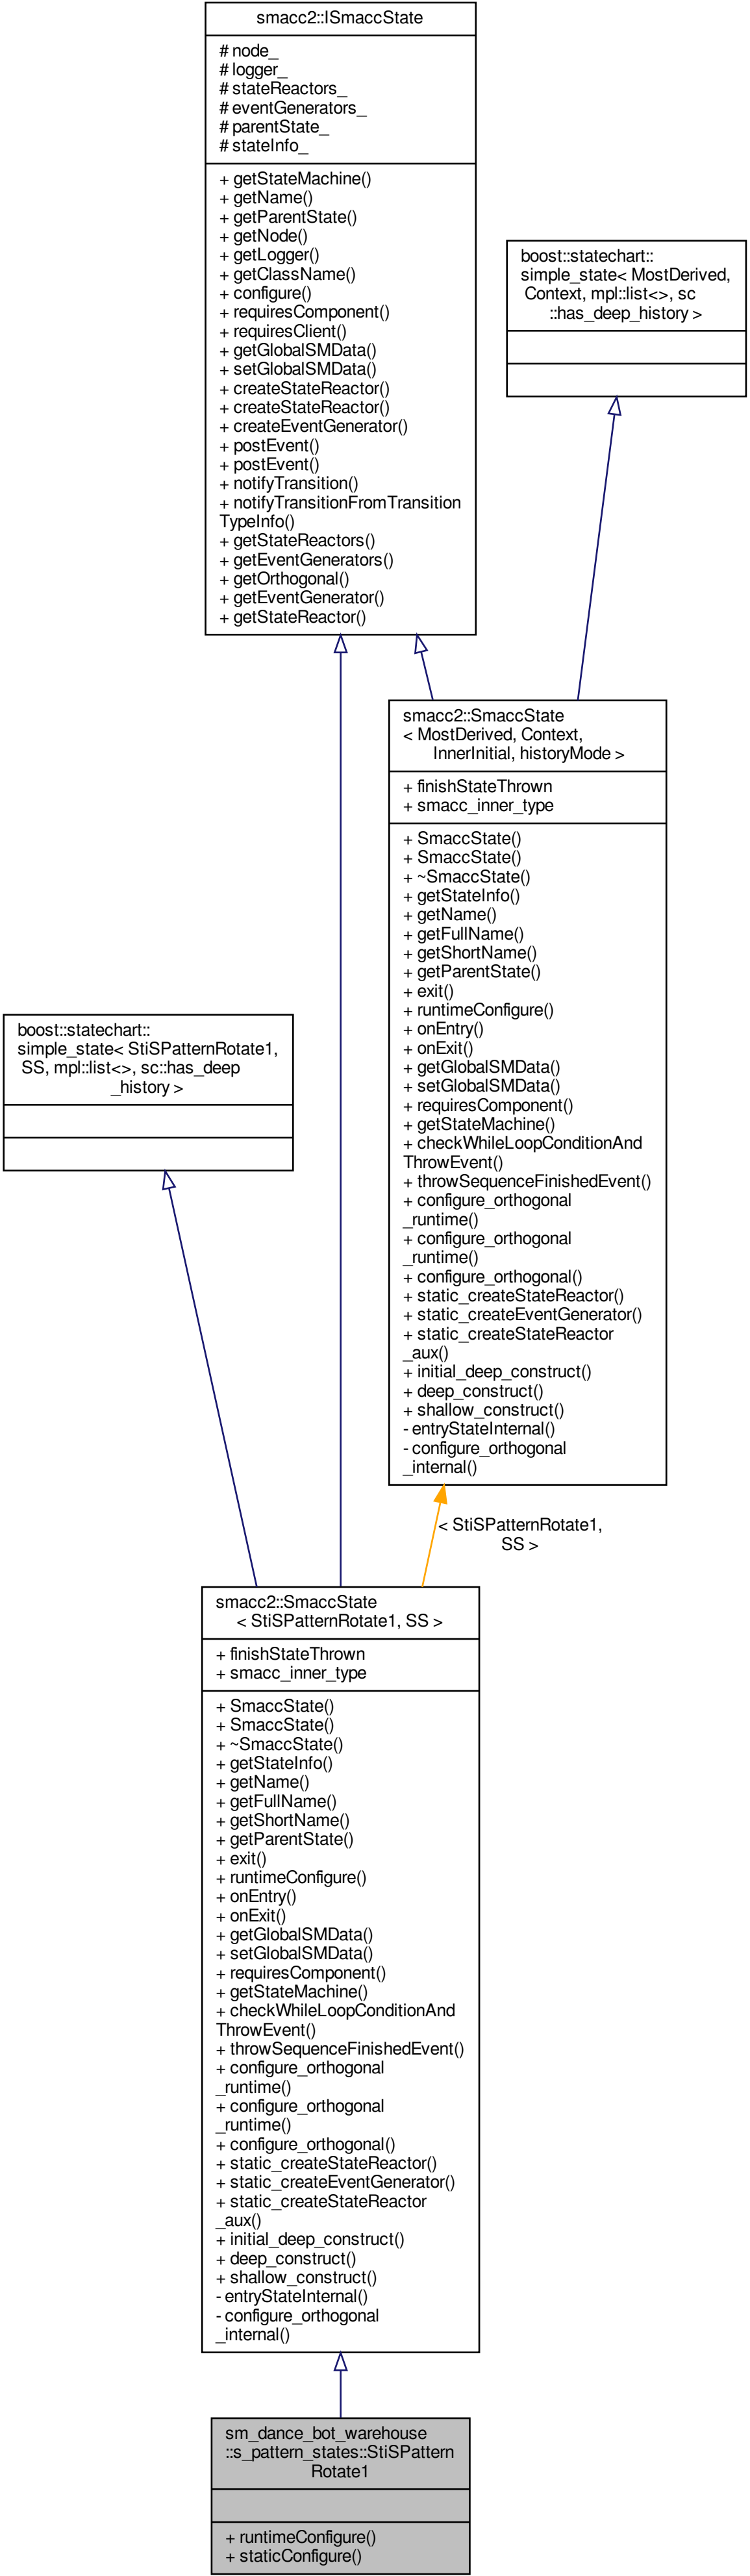 smacc2::ISmaccState
# node_
# logger_
# stateReactors_
# eventGenerators_
# parentState_
# stateInfo_
+ getStateMachine()
+ getName()
+ getParentState()
+ getNode()
+ getLogger()
+ getClassName()
+ configure()
+ requiresComponent()
+ requiresClient()
+ getGlobalSMData()
+ setGlobalSMData()
+ createStateReactor()
+ createStateReactor()
+ createEventGenerator()
+ postEvent()
+ postEvent()
+ notifyTransition()
+ notifyTransitionFromTransition
TypeInfo()
+ getStateReactors()
+ getEventGenerators()
+ getOrthogonal()
+ getEventGenerator()
+ getStateReactor()
boost::statechart::
simple_state< MostDerived,
Context, mpl::list<>, sc
::has_deep_history >
smacc2::SmaccState
< MostDerived, Context,
InnerInitial, historyMode >
+ finishStateThrown
+ smacc_inner_type
+ SmaccState()
+ SmaccState()
+ ~SmaccState()
+ getStateInfo()
+ getName()
+ getFullName()
+ getShortName()
+ getParentState()
+ exit()
+ runtimeConfigure()
+ onEntry()
+ onExit()
+ getGlobalSMData()
+ setGlobalSMData()
+ requiresComponent()
+ getStateMachine()
+ checkWhileLoopConditionAnd
ThrowEvent()
+ throwSequenceFinishedEvent()
+ configure_orthogonal
_runtime()
+ configure_orthogonal
_runtime()
+ configure_orthogonal()
+ static_createStateReactor()
+ static_createEventGenerator()
+ static_createStateReactor
_aux()
+ initial_deep_construct()
+ deep_construct()
+ shallow_construct()
- entryStateInternal()
- configure_orthogonal
_internal()
boost::statechart::
simple_state< StiSPatternRotate1,
SS, mpl::list<>, sc::has_deep
_history >
< StiSPatternRotate1,
SS >
smacc2::SmaccState
< StiSPatternRotate1, SS >
+ finishStateThrown
+ smacc_inner_type
+ SmaccState()
+ SmaccState()
+ ~SmaccState()
+ getStateInfo()
+ getName()
+ getFullName()
+ getShortName()
+ getParentState()
+ exit()
+ runtimeConfigure()
+ onEntry()
+ onExit()
+ getGlobalSMData()
+ setGlobalSMData()
+ requiresComponent()
+ getStateMachine()
+ checkWhileLoopConditionAnd
ThrowEvent()
+ throwSequenceFinishedEvent()
+ configure_orthogonal
_runtime()
+ configure_orthogonal
_runtime()
+ configure_orthogonal()
+ static_createStateReactor()
+ static_createEventGenerator()
+ static_createStateReactor
_aux()
+ initial_deep_construct()
+ deep_construct()
+ shallow_construct()
- entryStateInternal()
- configure_orthogonal
_internal()
sm_dance_bot_warehouse
::s_pattern_states::StiSPattern
Rotate1
+ runtimeConfigure()
+ staticConfigure()